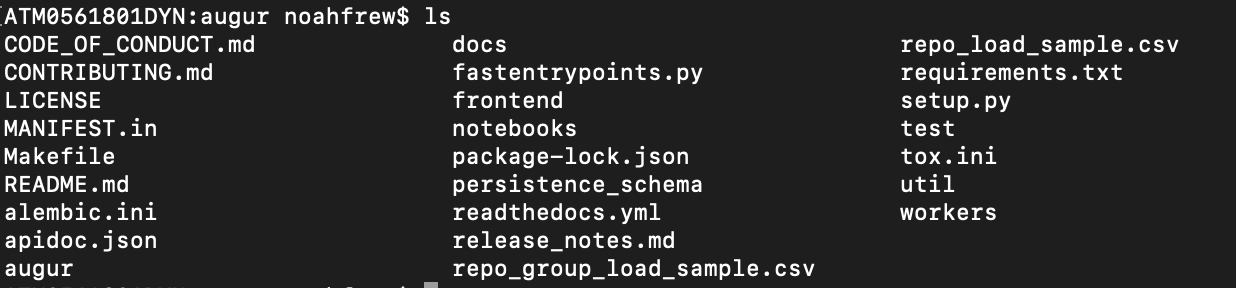 [ATM0561801DYN:augur noahfrew$ ls
CODE_OF_CONDUCT.md docs repo_load_sample.csv
CONTRIBUTING.md fastentrypoints.py requirements.txt
LICENSE frontend setup.py
MANIFEST.in notebooks test
Makefile package-lock.json tox.ini
README.md persistence_schema util
alembic.ini readthedocs.yml workers
apidoc.json release_notes.md
augur repo_group_load_sample.csv